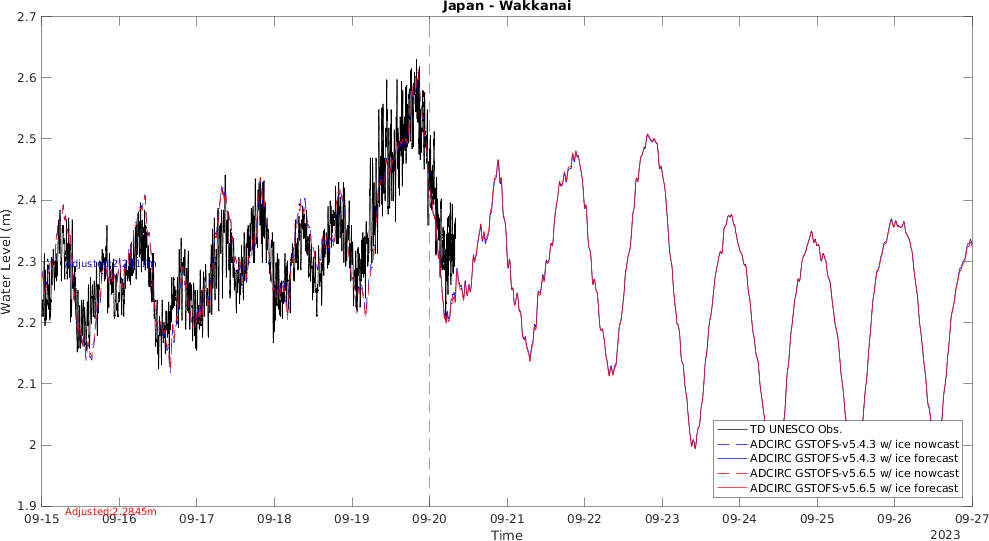 Japan - Wakkanai
2.7
2.6
2.5
2.4
2.3
2.2
2.1
2
1.9
Water Level (m)
TD UNESCO Obs.
ADCIRC GSTOFS-v5.4.3 w/ ice nowcast
ADCIRC GSTOFS-v5.4.3 w/ ice forecast
ADCIRC GSTOFS-v5.6.5 w/ ice nowcast
ADCIRC GSTOFS-v5.6.5 w/ ice forecast
Adjusted:2.2845m
09-15 09-16 09-17 09-18 09-19 09-20 09-21 09-22 09-23 09-24 09-25 09-26 09-27
Time
2023